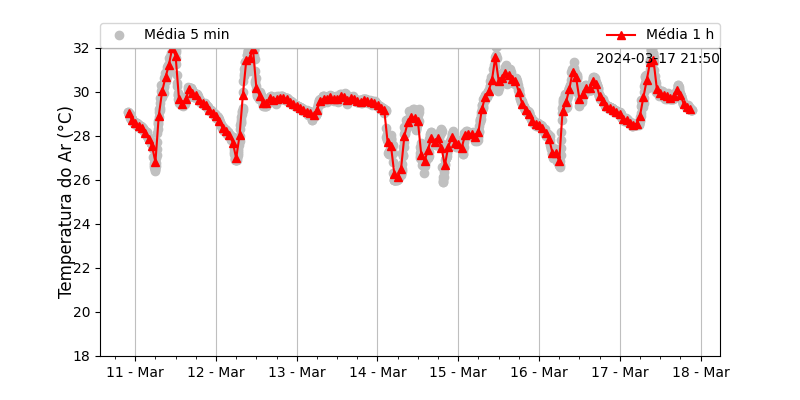 Média 5 min
Média 1 h
2024-03-17 21:50
Temperatura do Ar (°C)
32
30
28
26
24
22
20
18
11 - Mar
12 - Mar
13 - Mar
14 - Mar
15 - Mar
16 - Mar
17 - Mar
18 - Mar